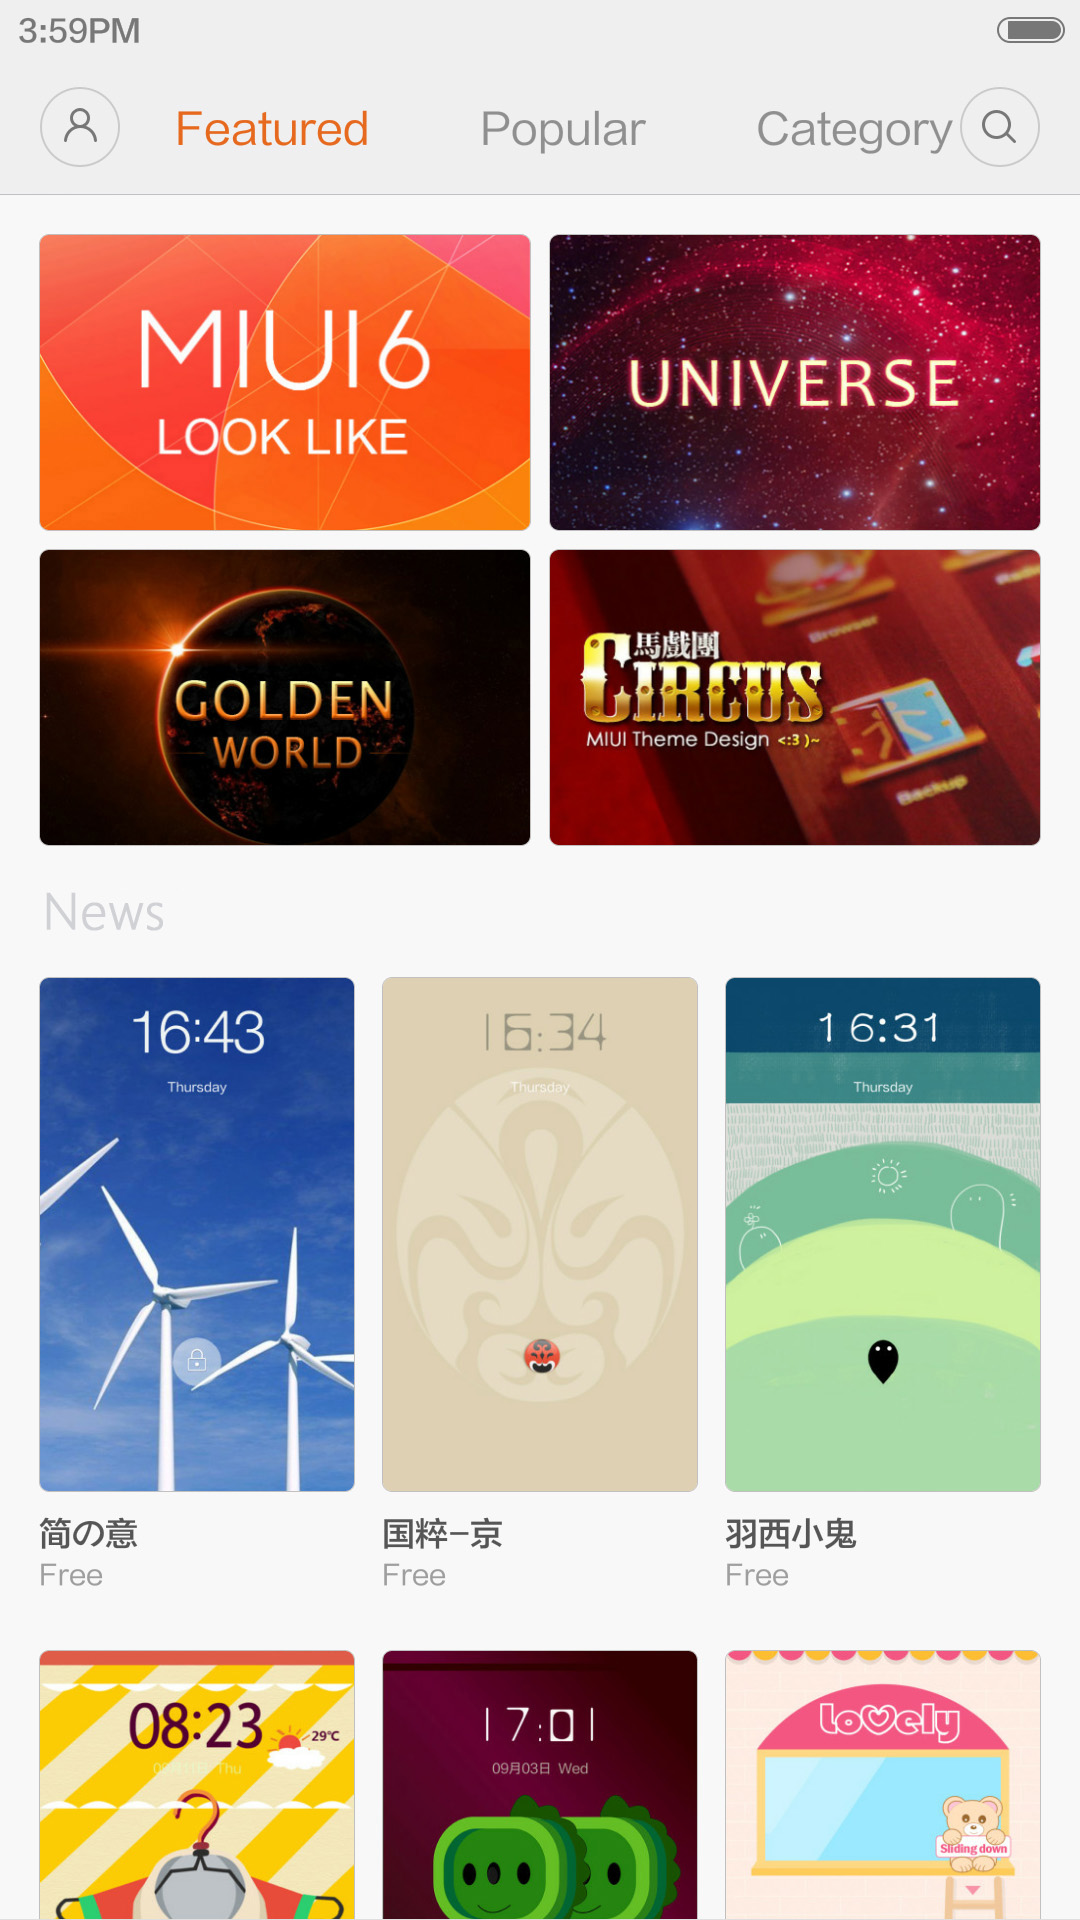 3:59PM
Featured Popular Category
MIUI6
LOOK LIKE
UNIVERSE
GOLDEN
WORLD
馬戲團
CIRCUS
MIUI Theme Design <:3 )~
Browser
Backup
News
16:43
Thursday
16:34
Thursday
16:31
Thursday
简の意
Free
国粹–京
Free
羽西小鬼
Free
08:23
29℃
Thu
17:01
09月03日 Wed
Lovely
Sliding down